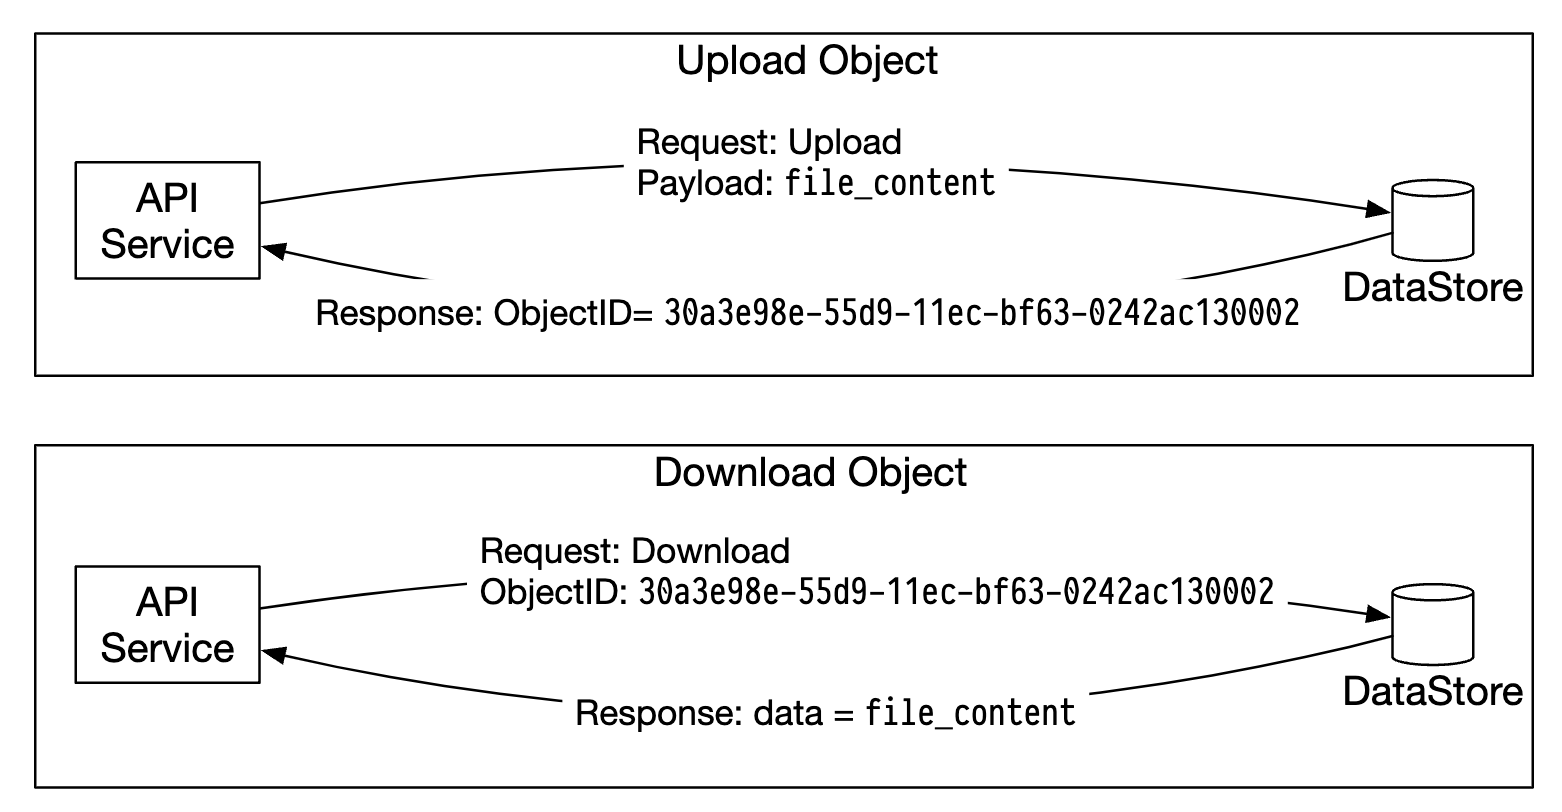 Upload Object
Request: Upload
Payload: file_content
API
Service
DataStore
Response: ObjectID= 30a3e98e-55d9-11ec-bf63-0242ac130002
Download Object
Request: Download
ObjectID: 30a3e98e-55d9-11ec-bf63-0242ac130002
API
Service
DataStore
Response: data = file_content